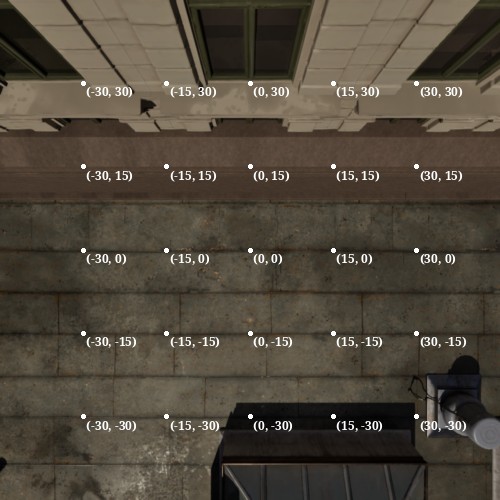 (-30, 30) (-15, 30) (0, 30) (15, 30) (30, 30)
(-30, 15) (-15, 15) (0, 15) (15, 15) (30, 15)
(-30, 0) (-15, 0) (0, 0) (15, 0) (30, 0)
(-30, -15) (-15, -15) (0, -15) (15, -15) (30, -15)
(-30, -30) (-15, -30) (0, -30) (15, -30) (30, -30)